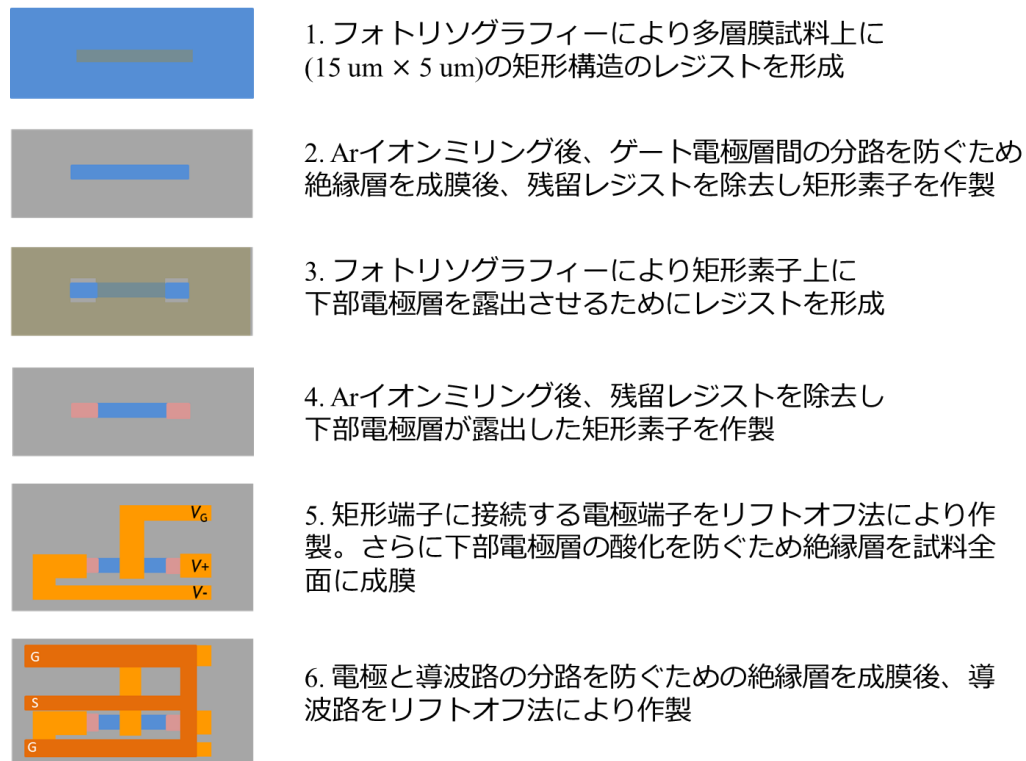 1. フォトリソグラフィーにより多層膜試料上に
(15 um × 5 um)の矩形構造のレジストを形成
2. Arイオンミリング後、ゲート電極層間の分路を防ぐため
絶縁層を成膜後、残留レジストを除去し矩形素子を作製
3. フォトリソグラフィーにより矩形素子上に
下部電極層を露出させるためにレジストを形成
4. Arイオンミリング後、残留レジストを除去し
下部電極層が露出した矩形素子を作製
VG
V+
V-
5. 矩形端子に接続する電極端子をリフトオフ法により作
製。さらに下部電極層の酸化を防ぐため絶縁層を試料全
面に成膜
G
S
G
6. 電極と導波路の分路を防ぐための絶縁層を成膜後、導
波路をリフトオフ法により作製